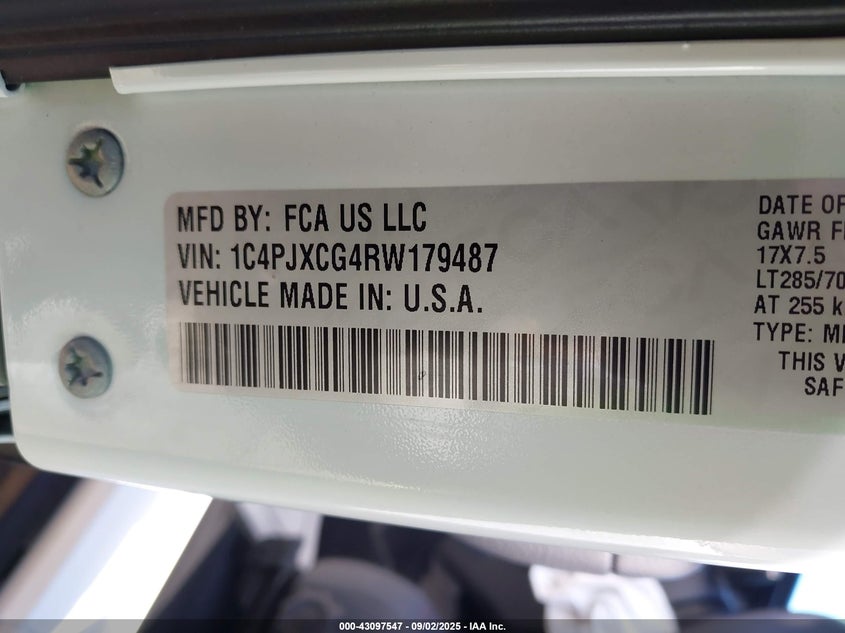 MFD BY: FCA US LLC
VIN: 1C4PJXCG4RW179487
VEHICLE MADE IN: U.S.A.
DATE OF
GAWR F
17X7.5
LT285/70
AT 255 k
TYPE: M
THIS V
SAF
000-43097547 - 09/02/2025 - IAA Inc.